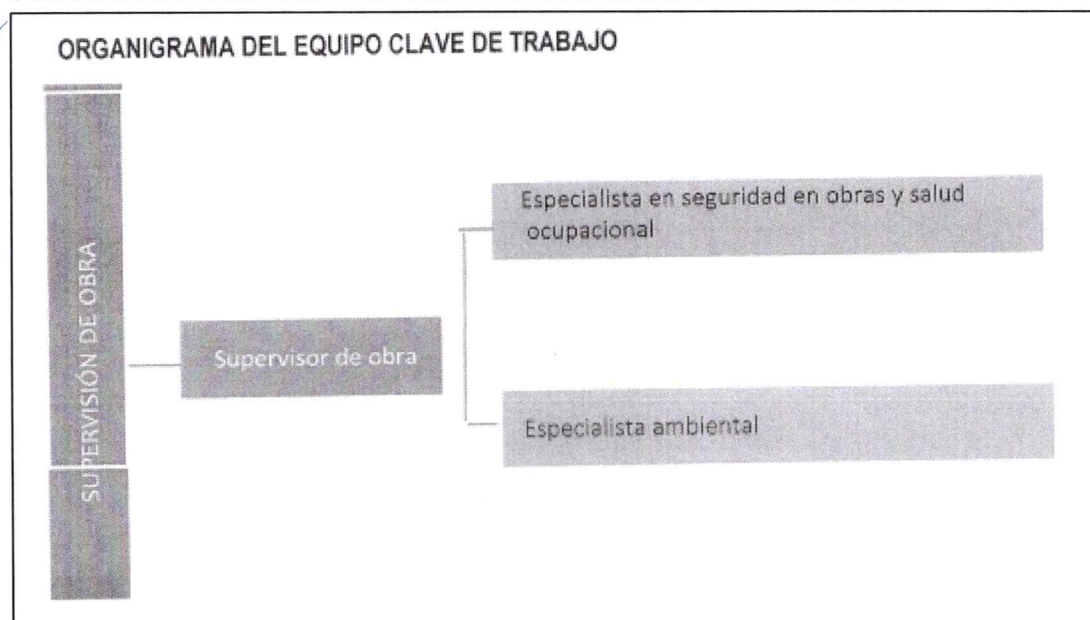 ORGANIGRAMA DEL EQUIPO CLAVE DE TRABAJO
SUPERVISIÓN DE OBRA
Supervisor de obra
Especialista en seguridad en obras y salud
ocupacional
Especialista ambiental